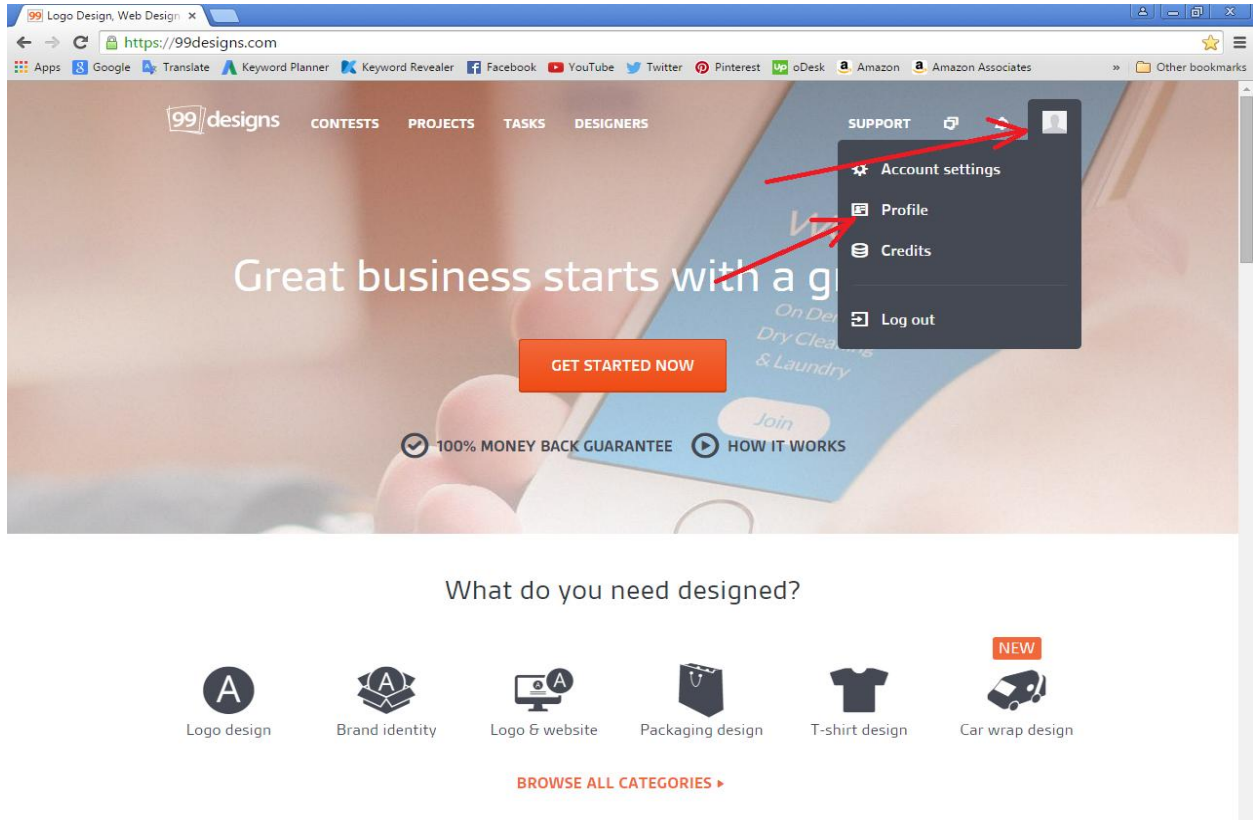 99 Logo Design, Web Design
https://99designs.com
Apps Google Translate Keyword Planner Keyword Revealer Facebook YouTube Twitter Pinterest oDesk Amazon Amazon Associates » Other bookmarks
99designs CONTESTS PROJECTS TASKS DESIGNERS SUPPORT
Account settings
Profile
Credits
Log out
Great business starts with a g
On De
Dry Clea
& Laundry
Join
GET STARTED NOW
100% MONEY BACK GUARANTEE HOW IT WORKS
What do you need designed?
NEW
Logo design Brand identity Logo & website Packaging design T-shirt design Car wrap design
BROWSE ALL CATEGORIES